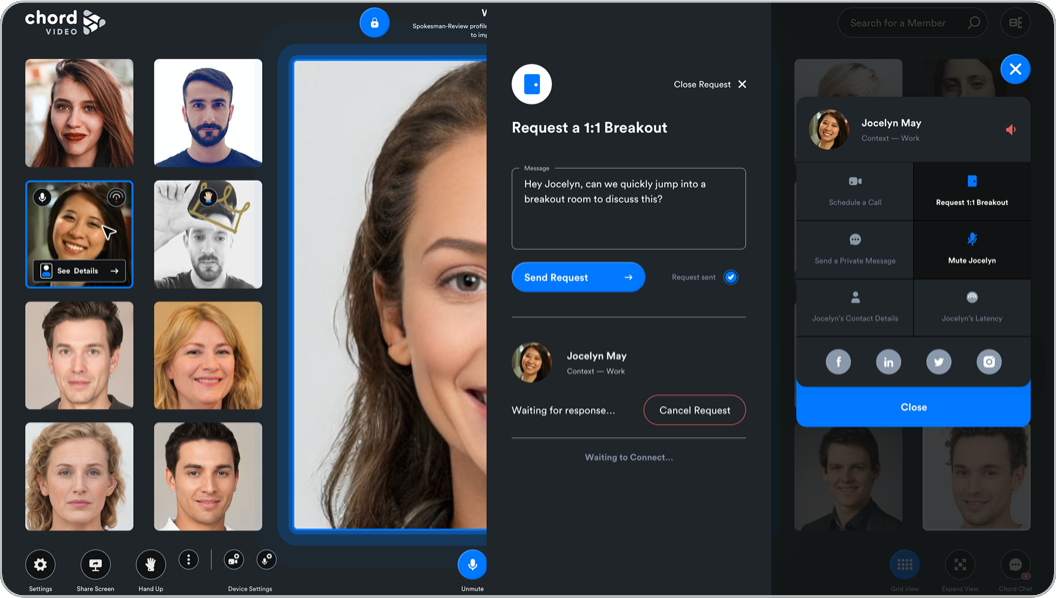 chord
VIDEO
Spokesman-Review profile
to
See Details
Settings
Share Screen
Hand Up
Device Settings
Unmute
Close Request
Request a 1:1 Breakout
Message
Hey Jocelyn, can we quickly jump into a
breakout room to discuss this?
Send Request
Request sent
Jocelyn May
Context — Work
Waiting for response...
Cancel Request
Waiting to Connect...
Search for a Member
Jocelyn May
Context — Work
Schedule a Call
Request 1:1 Breakout
Send a Private Message
Mute Jocelyn
Jocelyn's Contact Details
Jocelyn's Latency
f
in
Close
Grid View
Expand View
Chord Chat